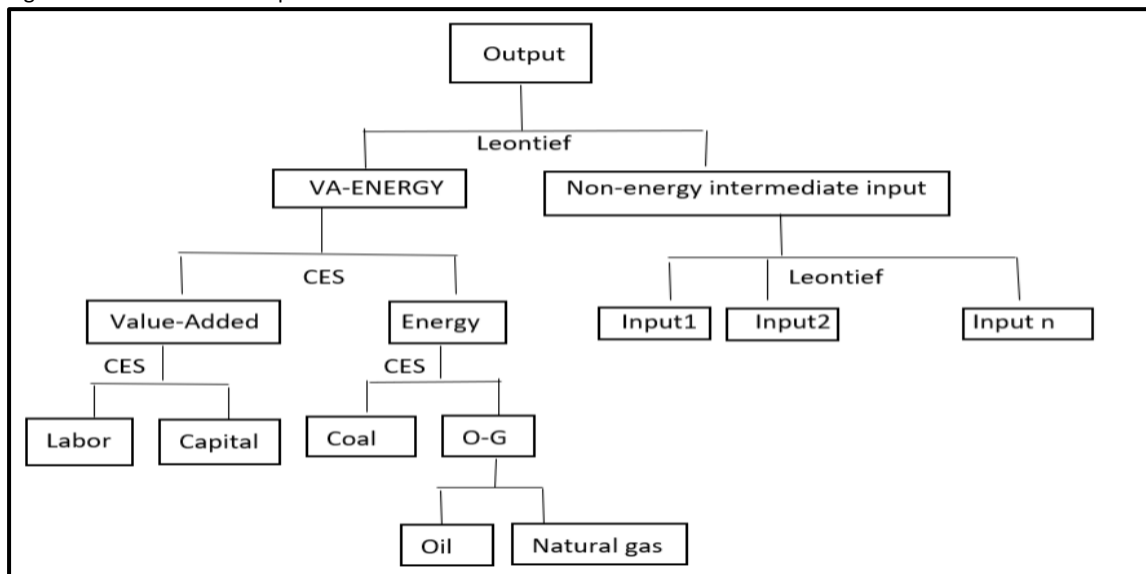 Output
Leontief
VA-ENERGY
Non-energy intermediate input
CES
Leontief
Value-Added
Energy
Input1
Input2
Input n
CES
CES
Labor
Capital
Coal
O-G
Oil
Natural gas